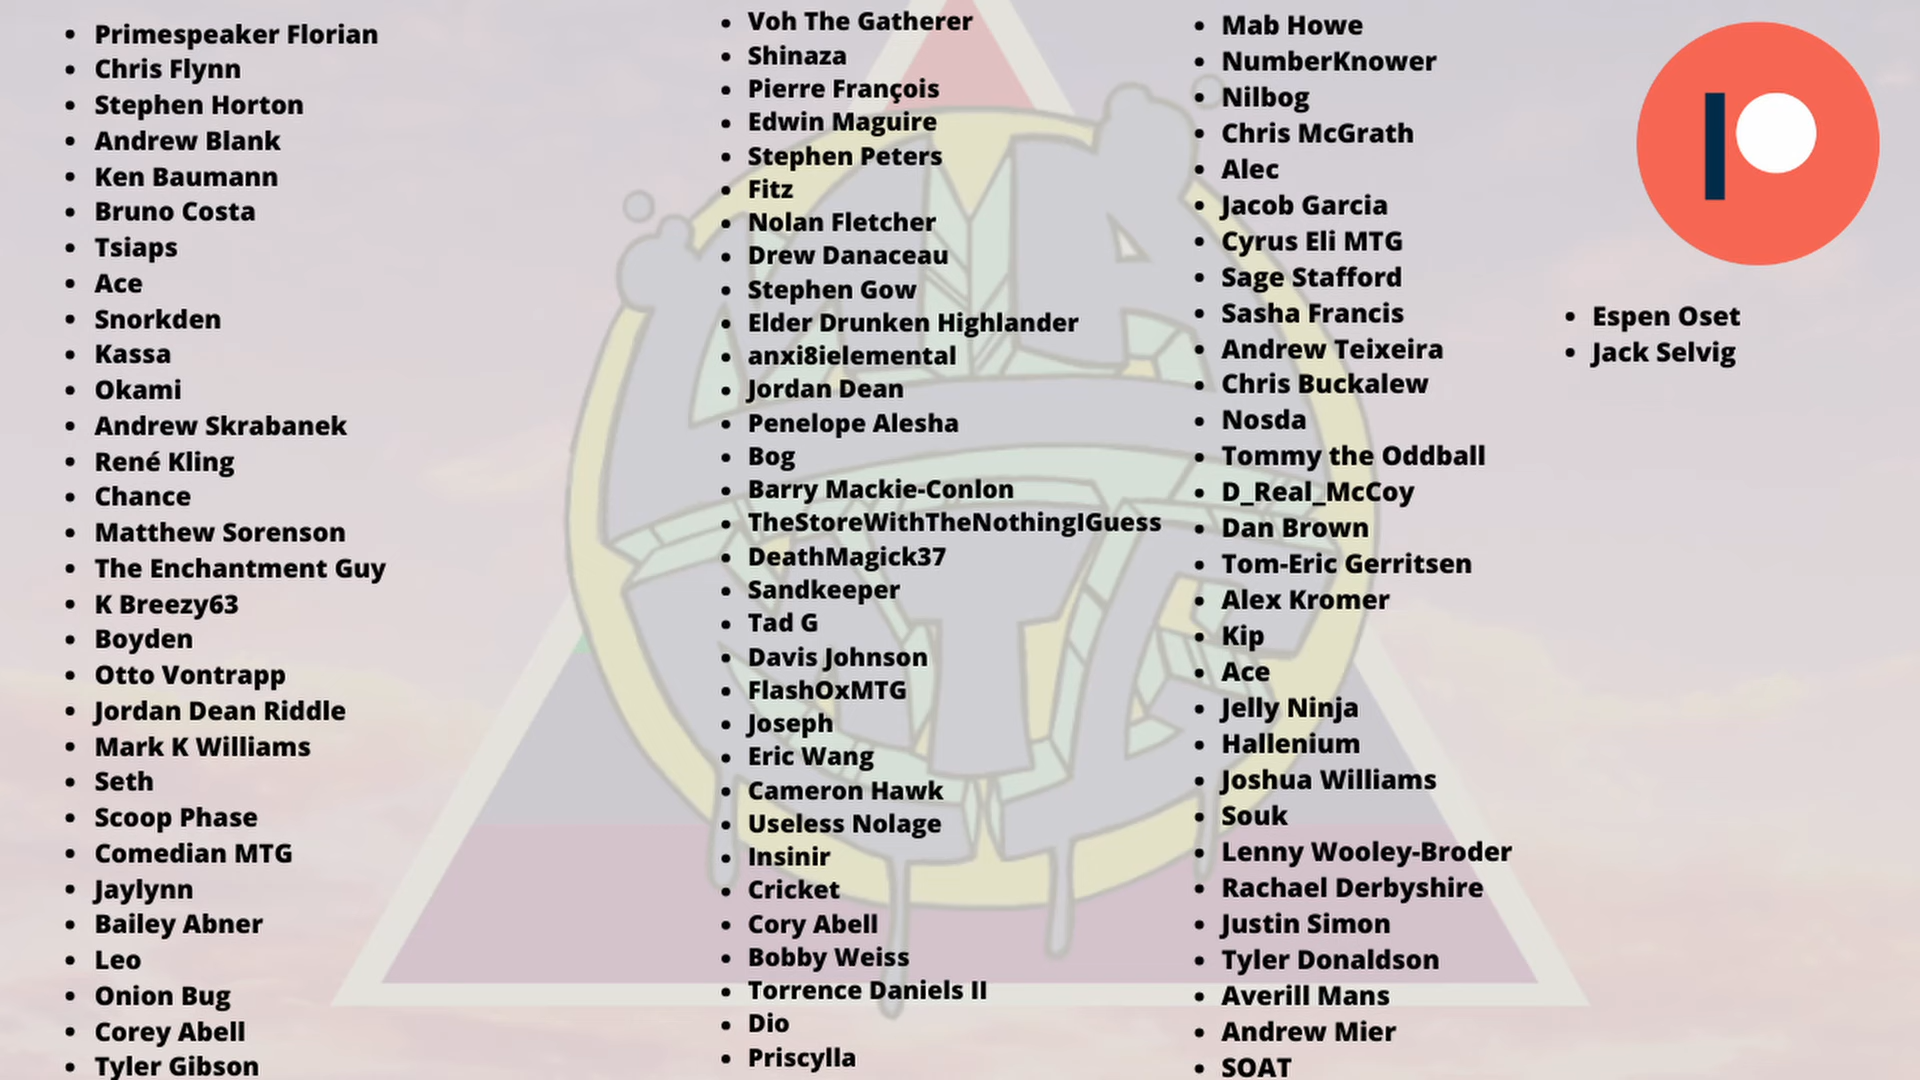 Primespeaker Florian
Chris Flynn
Stephen Horton
Andrew Blank
Ken Baumann
Bruno Costa
Tsiaps
Ace
Snorkden
Kassa
Okami
Andrew Skrabanek
René Kling
Chance
Matthew Sorenson
The Enchantment Guy
K Breezy63
Boyden
Otto Vontrapp
Jordan Dean Riddle
Mark K Williams
Seth
Scoop Phase
Comedian MTG
Jaylynn
Bailey Abner
Leo
Onion Bug
Corey Abell
Tyler Gibson
Voh The Gatherer
Shinaza
Pierre François
Edwin Maguire
Stephen Peters
Fitz
Nolan Fletcher
Drew Danaceau
Stephen Gow
Elder Drunken Highlander
anxi8ielemental
Jordan Dean
Penelope Alesha
Bog
Barry Mackie-Conlon
TheStoreWithTheNothingIGuess
DeathMagick37
Sandkeeper
Tad G
Davis Johnson
FlashOxMTG
Joseph
Eric Wang
Cameron Hawk
Useless Nolage
Insinir
Cricket
Cory Abell
Bobby Weiss
Torrence Daniels II
Dio
Priscylla
Mab Howe
NumberKnower
Nilbog
Chris McGrath
Alec
Jacob Garcia
Cyrus Eli MTG
Sage Stafford
Sasha Francis
Andrew Teixeira
Chris Buckalew
Nosda
Tommy the Oddball
D_Real_McCoy
Dan Brown
Tom-Eric Gerritsen
Alex Kromer
Kip
Ace
Jelly Ninja
Hallenium
Joshua Williams
Souk
Lenny Wooley-Broder
Rachael Derbyshire
Justin Simon
Tyler Donaldson
Averill Mans
Andrew Mier
SOAT
Espen Oset
Jack Selvig